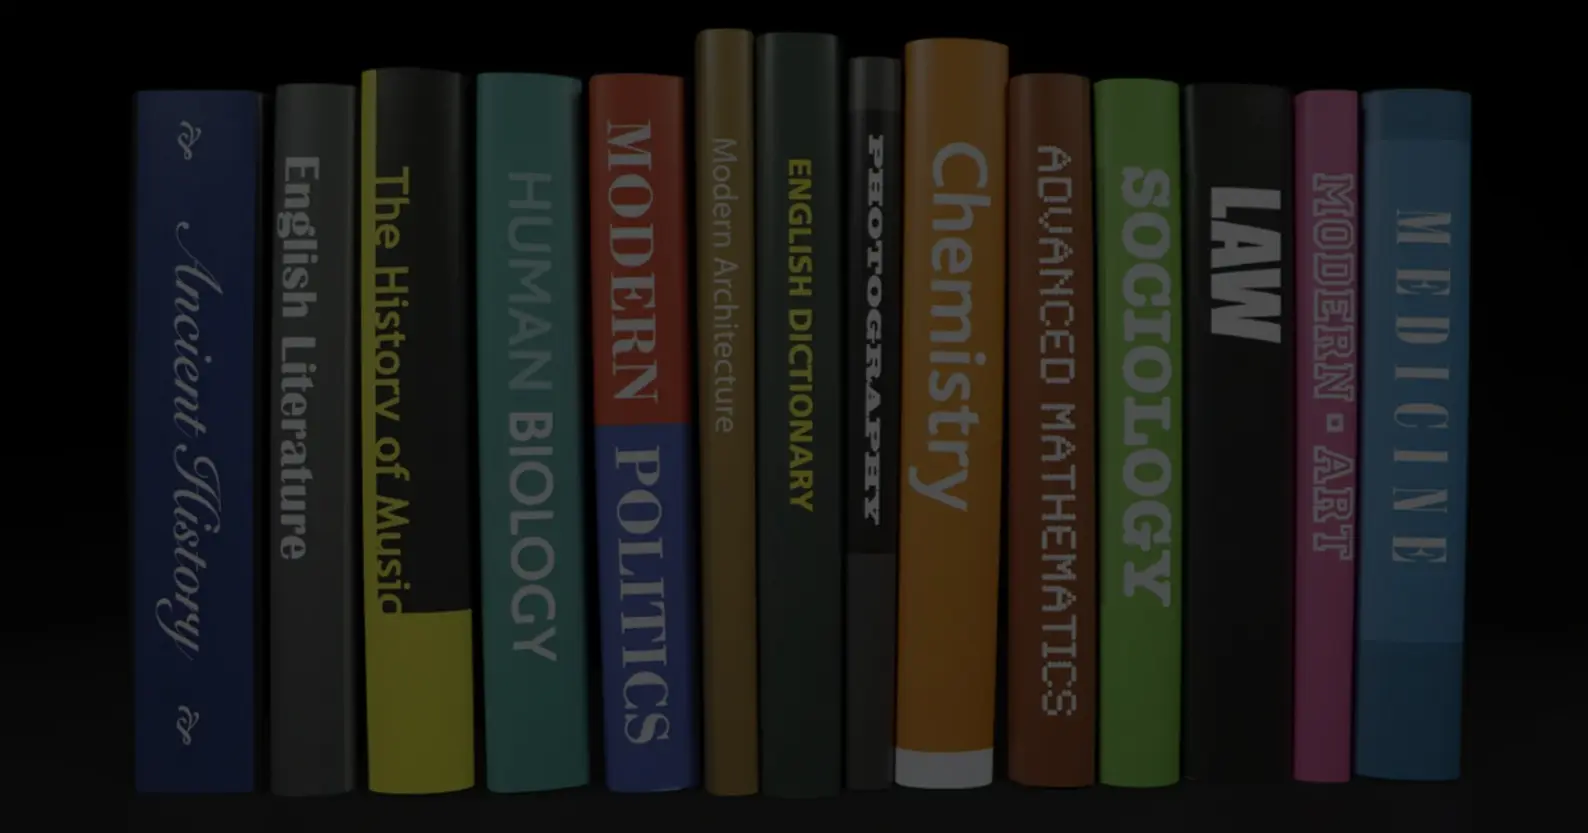 Ancient History
English Literature
The History of Music
HUMAN BIOLOGY
MODERN POLITICS
Modern Architecture
ENGLISH DICTIONARY
PHOTOGRAPHY
Chemistry
ADVANCED MATHEMATICS
SOCIOLOGY
LAW
MODERN ▪ ART
MEDICINE